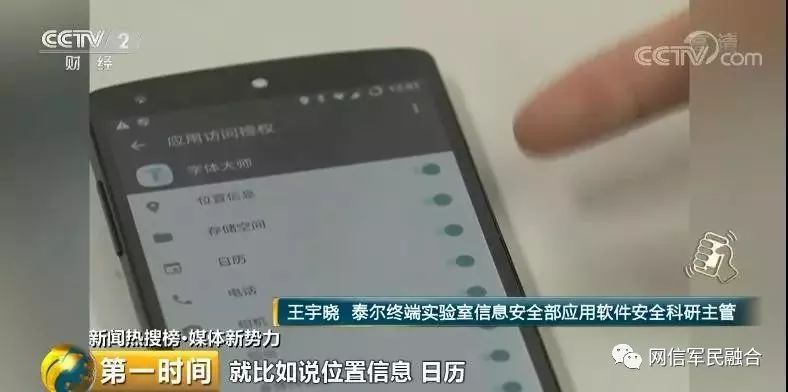 CCTV 2
财经
高清
CCTV.com
应用访问授权
字体大师
位置信息
存储空间
日历
电话
相机
王宇晓 泰尔终端实验室信息安全部应用软件安全科研主管
新闻热搜榜·媒体新势力
第一时间
就比如说位置信息 日历
网信军民融合